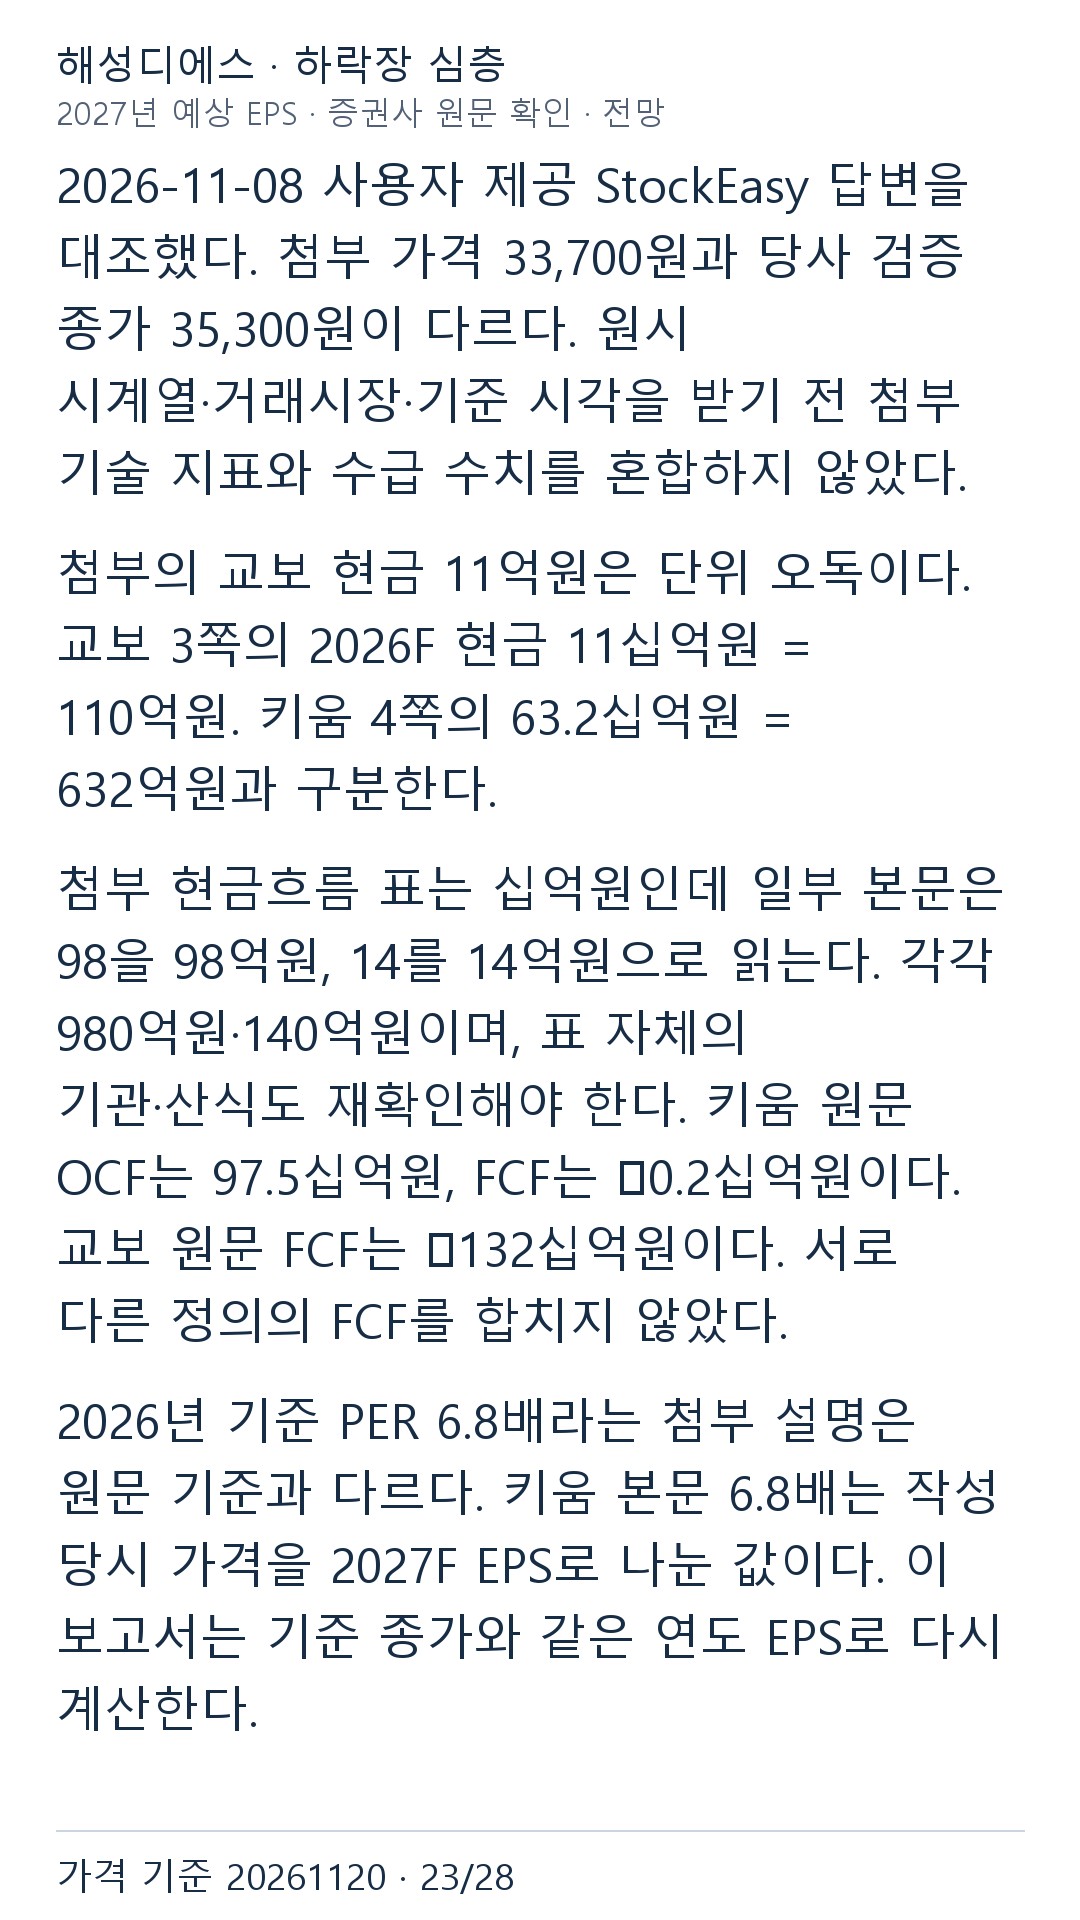 해성디에스 · 하락장 심층
2027년 예상 EPS · 증권사 원문 확인 · 전망
2026-11-08 사용자 제공 StockEasy 답변을
대조했다. 첨부 가격 33,700원과 당사 검증
종가 35,300원이 다르다. 원시
시계열·거래시장·기준 시각을 받기 전 첨부
기술 지표와 수급 수치를 혼합하지 않았다.
첨부의 교보 현금 11억원은 단위 오독이다.
교보 3쪽의 2026F 현금 11십억원 =
110억원. 키움 4쪽의 63.2십억원 =
632억원과 구분한다.
첨부 현금흐름 표는 십억원인데 일부 본문은
98을 98억원, 14를 14억원으로 읽는다. 각각
980억원·140억원이며, 표 자체의
기관·산식도 재확인해야 한다. 키움 원문
OCF는 97.5십억원, FCF는 □0.2십억원이다.
교보 원문 FCF는 □132십억원이다. 서로
다른 정의의 FCF를 합치지 않았다.
2026년 기준 PER 6.8배라는 첨부 설명은
원문 기준과 다르다. 키움 본문 6.8배는 작성
당시 가격을 2027F EPS로 나눈 값이다. 이
보고서는 기준 종가와 같은 연도 EPS로 다시
계산한다.
가격 기준 20261120 · 23/28